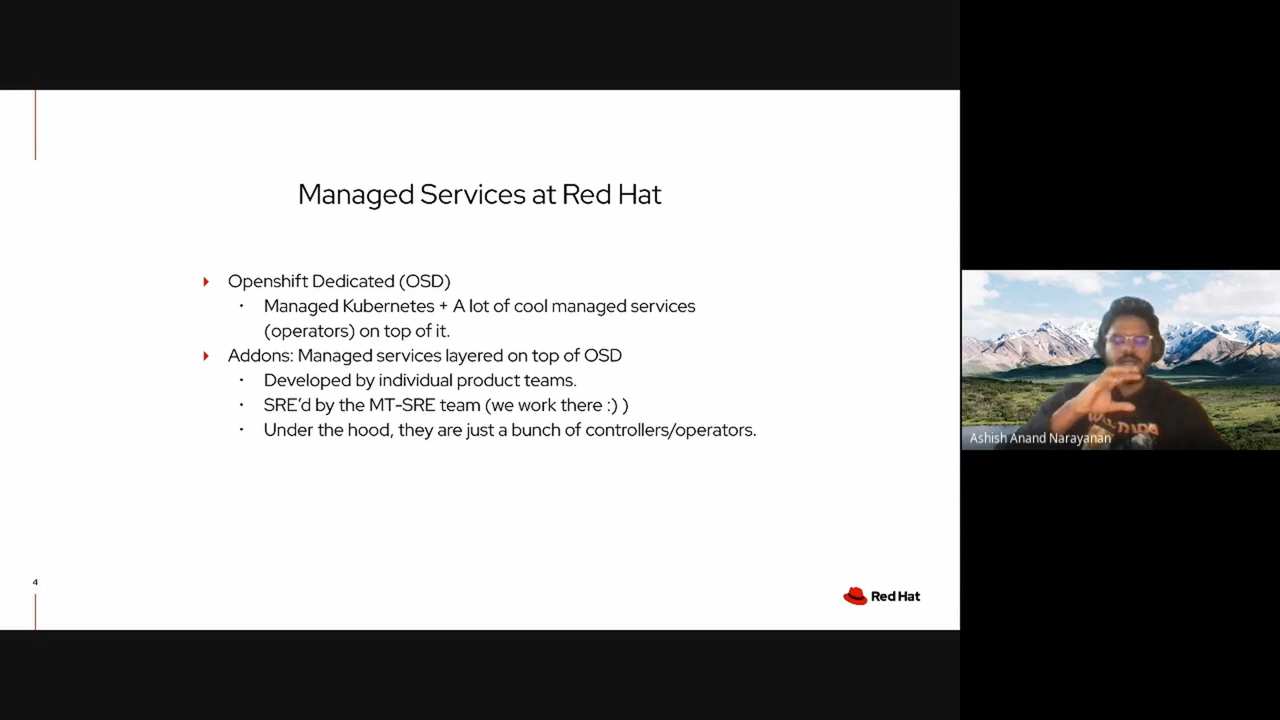 Managed Services at Red Hat
Openshift Dedicated (OSD)
Managed Kubernetes + A lot of cool managed services
(operators) on top of it.
Addons: Managed services layered on top of OSD
Developed by individual product teams.
SRE'd by the MT-SRE team (we work there :) )
Under the hood, they are just a bunch of controllers/operators.
4
Red Hat
Ashish Anand Narayanan